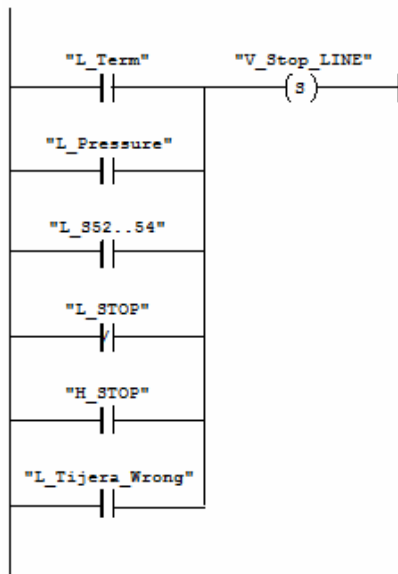 "L_Term" "V_Stop_LINE"
S
"L_Pressure"
"L_S52..54"
"L_STOP"
"H_STOP"
"L_Tijera_Wrong"